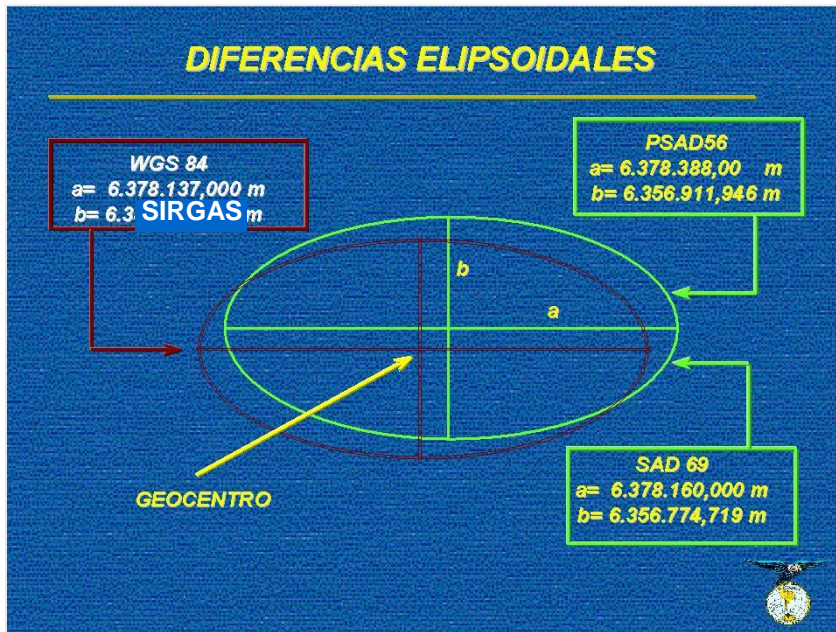 DIFERENCIAS ELIPSOIDALES
WGS 84
a= 6.378.137,000 m
b= 6.3 SIRGAS m
PSAD56
a= 6.378.388,00 m
b= 6.356.911,946 m
b
a
GEOCENTRO
SAD 69
a= 6.378.160,000 m
b= 6.356.774,719 m